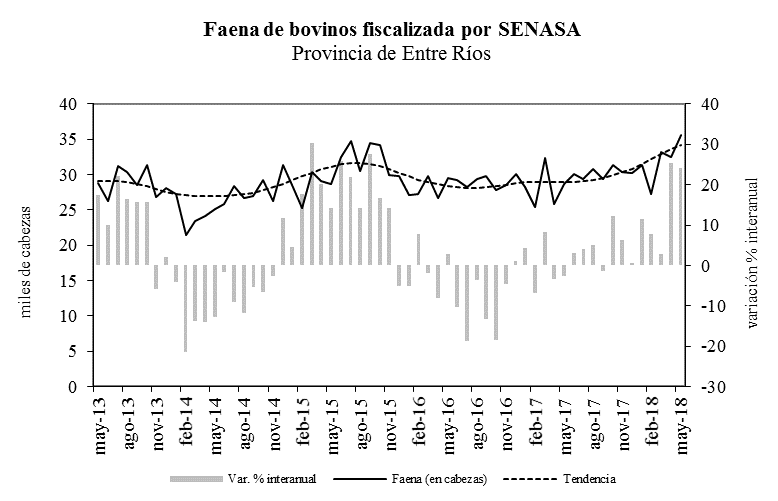 Faena de bovinos fiscalizada por SENASA
Provincia de Entre Ríos
40
35
30
25
20
15
10
5
0
miles de cabezas
40
30
20
10
0
-10
-20
-30
variación % interanual
may-13
ago-13
nov-13
feb-14
may-14
ago-14
nov-14
feb-15
may-15
ago-15
nov-15
feb-16
may-16
ago-16
nov-16
feb-17
may-17
ago-17
nov-17
feb-18
may-18
Var. % interanual
Faena (en cabezas)
Tendencia